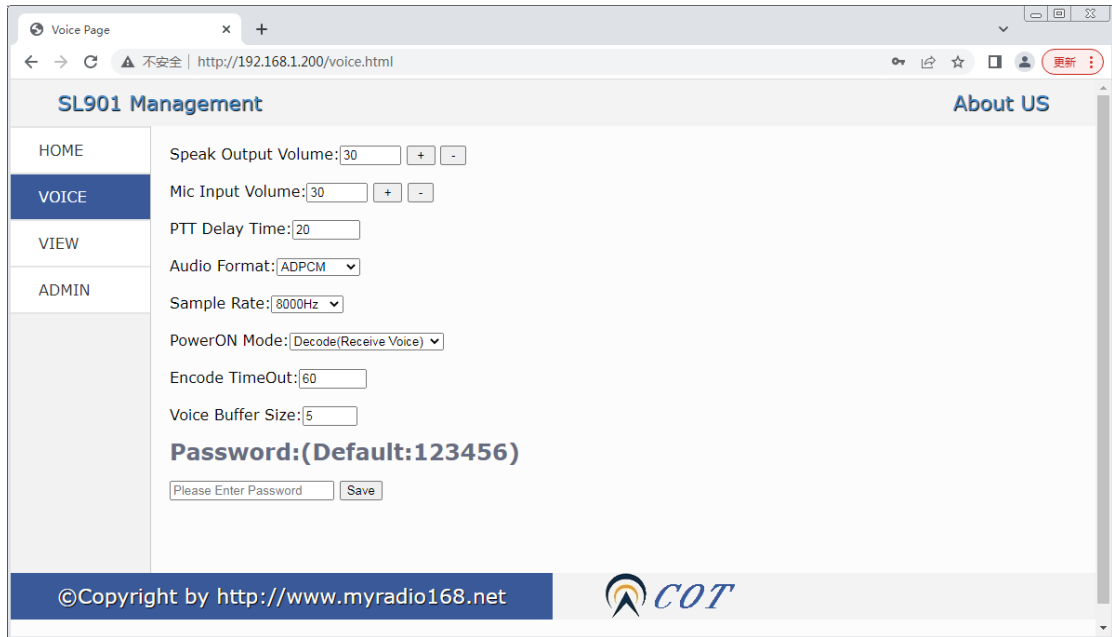 Voice Page
不安全 | http://192.168.1.200/voice.html
更新
SL901 Management
About US
HOME
VOICE
VIEW
ADMIN
Speak Output Volume:30 + -
Mic Input Volume:30 + -
PTT Delay Time:20
Audio Format:ADPCM
Sample Rate:8000Hz
PowerON Mode:Decode(Receive Voice)
Encode TimeOut:60
Voice Buffer Size:5
Password:(Default:123456)
Please Enter Password Save
©Copyright by http://www.myradio168.net
COT